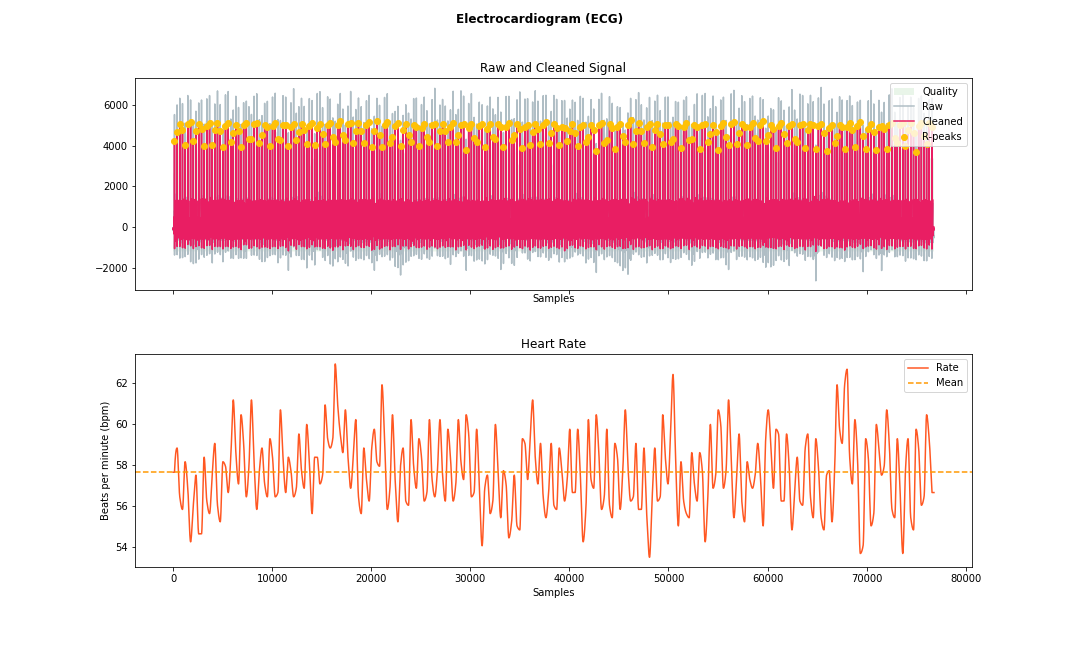 Electrocardiogram (ECG)
Raw and Cleaned Signal
Quality
Raw
Cleaned
R-peaks
6000
4000
2000
0
−2000
Samples
Heart Rate
Rate
Mean
Beats per minute (bpm)
62
60
58
56
54
0 10000 20000 30000 40000 50000 60000 70000 80000
Samples